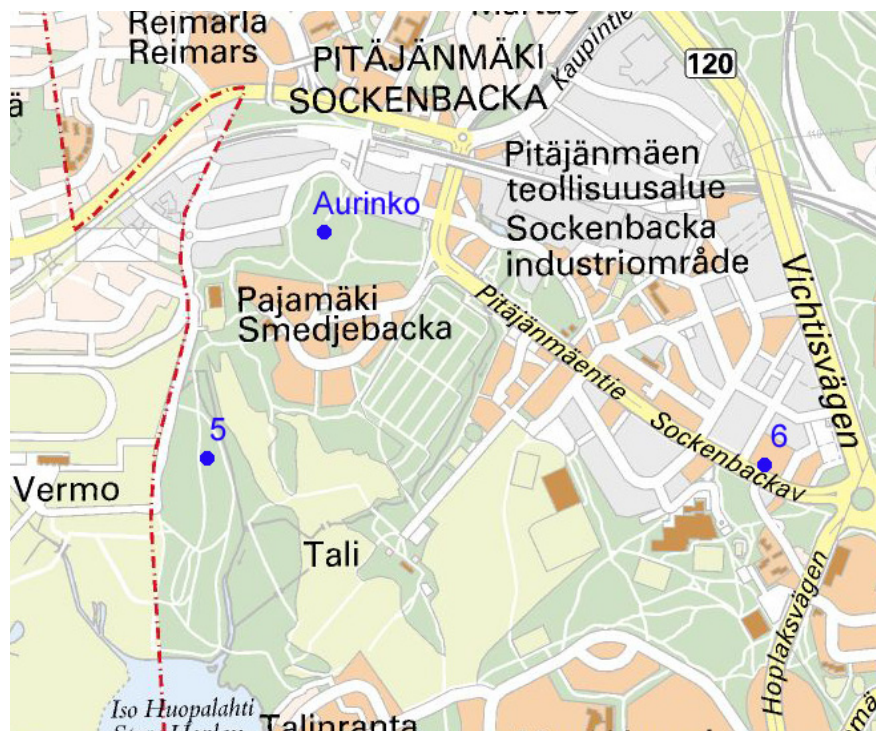 Reimarla
Reimars
PITÄJÄNMÄKI
SOCKENBACKA
Kaupintie
120
ä
Pitäjänmäen
teollisuusalue
Sockenbacka
industriområde
Aurinko
Pajamäki
Smedjebacka
Pitäjänmäentie
Vichtisvägen
5
6
Sockenbackav
Vermo
Tali
Hoplaksvägen
Iso Huopalahti
Talinranta